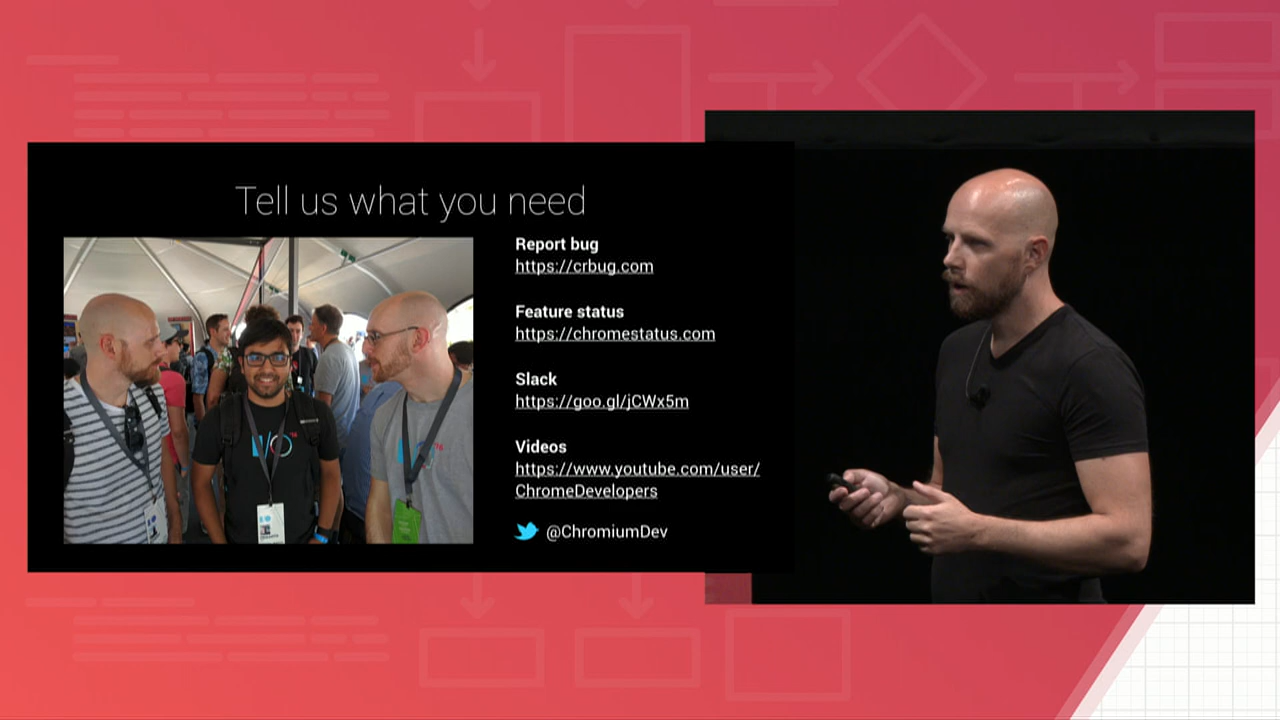 Tell us what you need
Report bug
https://crbug.com
Feature status
https://chromestatus.com
Slack
https://goo.gl/jCWx5m
Videos
https://www.youtube.com/user/
ChromeDevelopers
@ChromiumDev
I/O